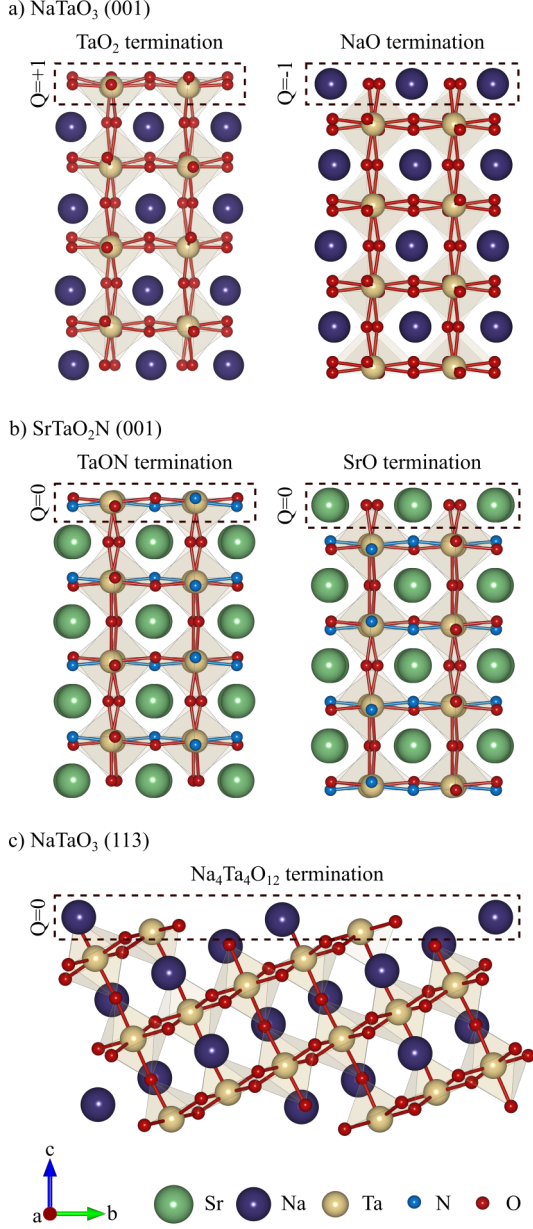 a) NaTaO₃ (001)
TaO₂ termination
NaO termination
Q=+1
Q=-1
b) SrTaO₂N (001)
TaON termination
SrO termination
Q=0
Q=0
c) NaTaO₃ (113)
Na₄Ta₄O₁₂ termination
Q=0
c
a
b
Sr
Na
Ta
N
O